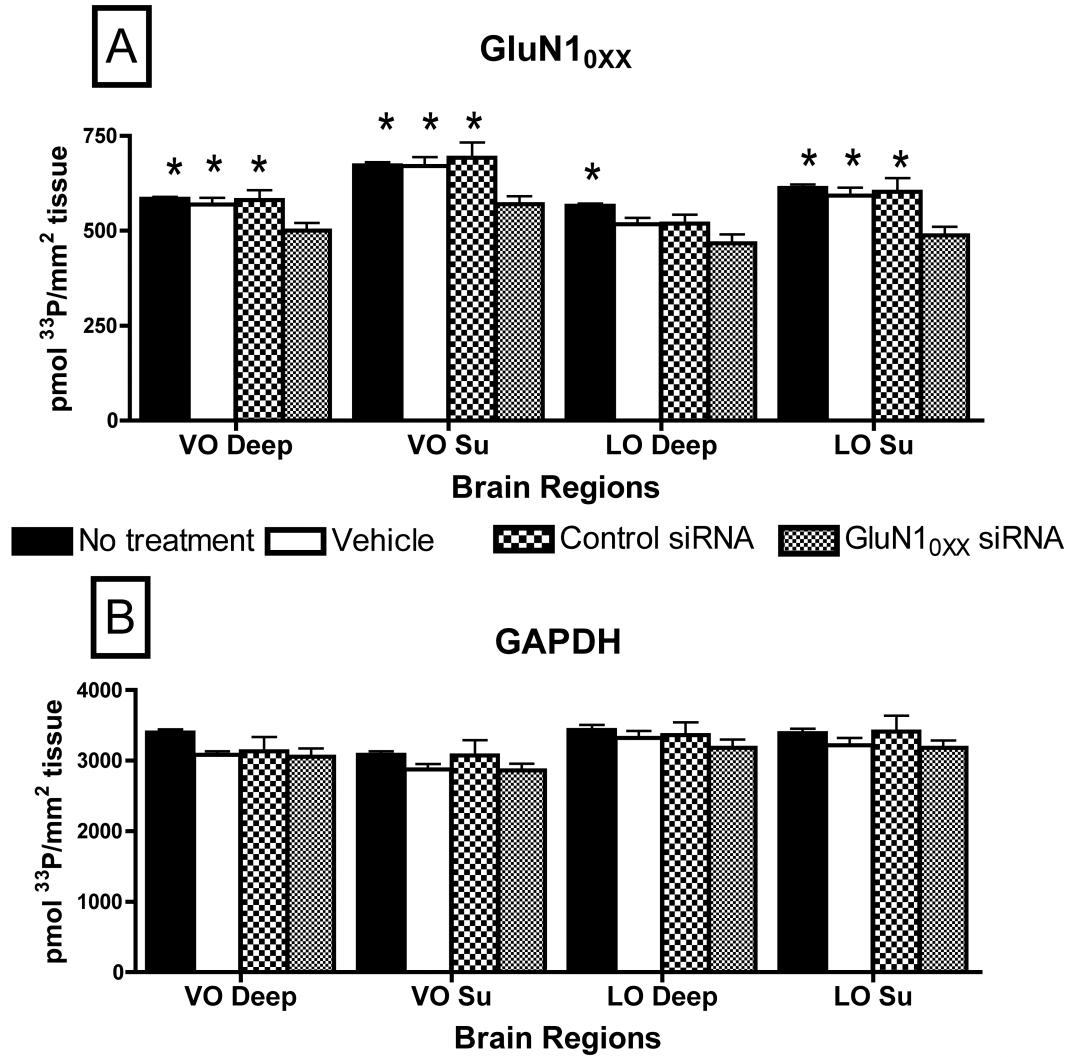 A
GluN1₀XX
pmol ³³P/mm² tissue
750
500
250
0
* * * * * * * * * *
VO Deep VO Su LO Deep LO Su
Brain Regions
No treatment Vehicle Control siRNA GluN1₀XX siRNA
B
GAPDH
pmol ³³P/mm² tissue
4000
3000
2000
1000
0
VO Deep VO Su LO Deep LO Su
Brain Regions